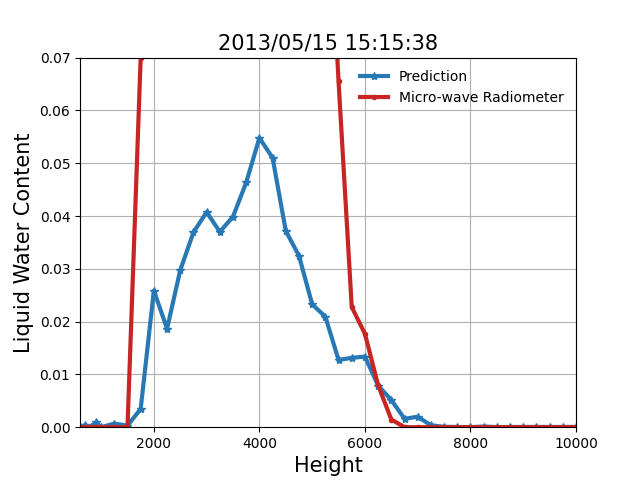 2013/05/15 15:15:38
0.07
0.06
0.05
0.04
0.03
0.02
0.01
0.00
Liquid Water Content
Prediction
Micro-wave Radiometer
2000 4000 6000 8000 10000
Height